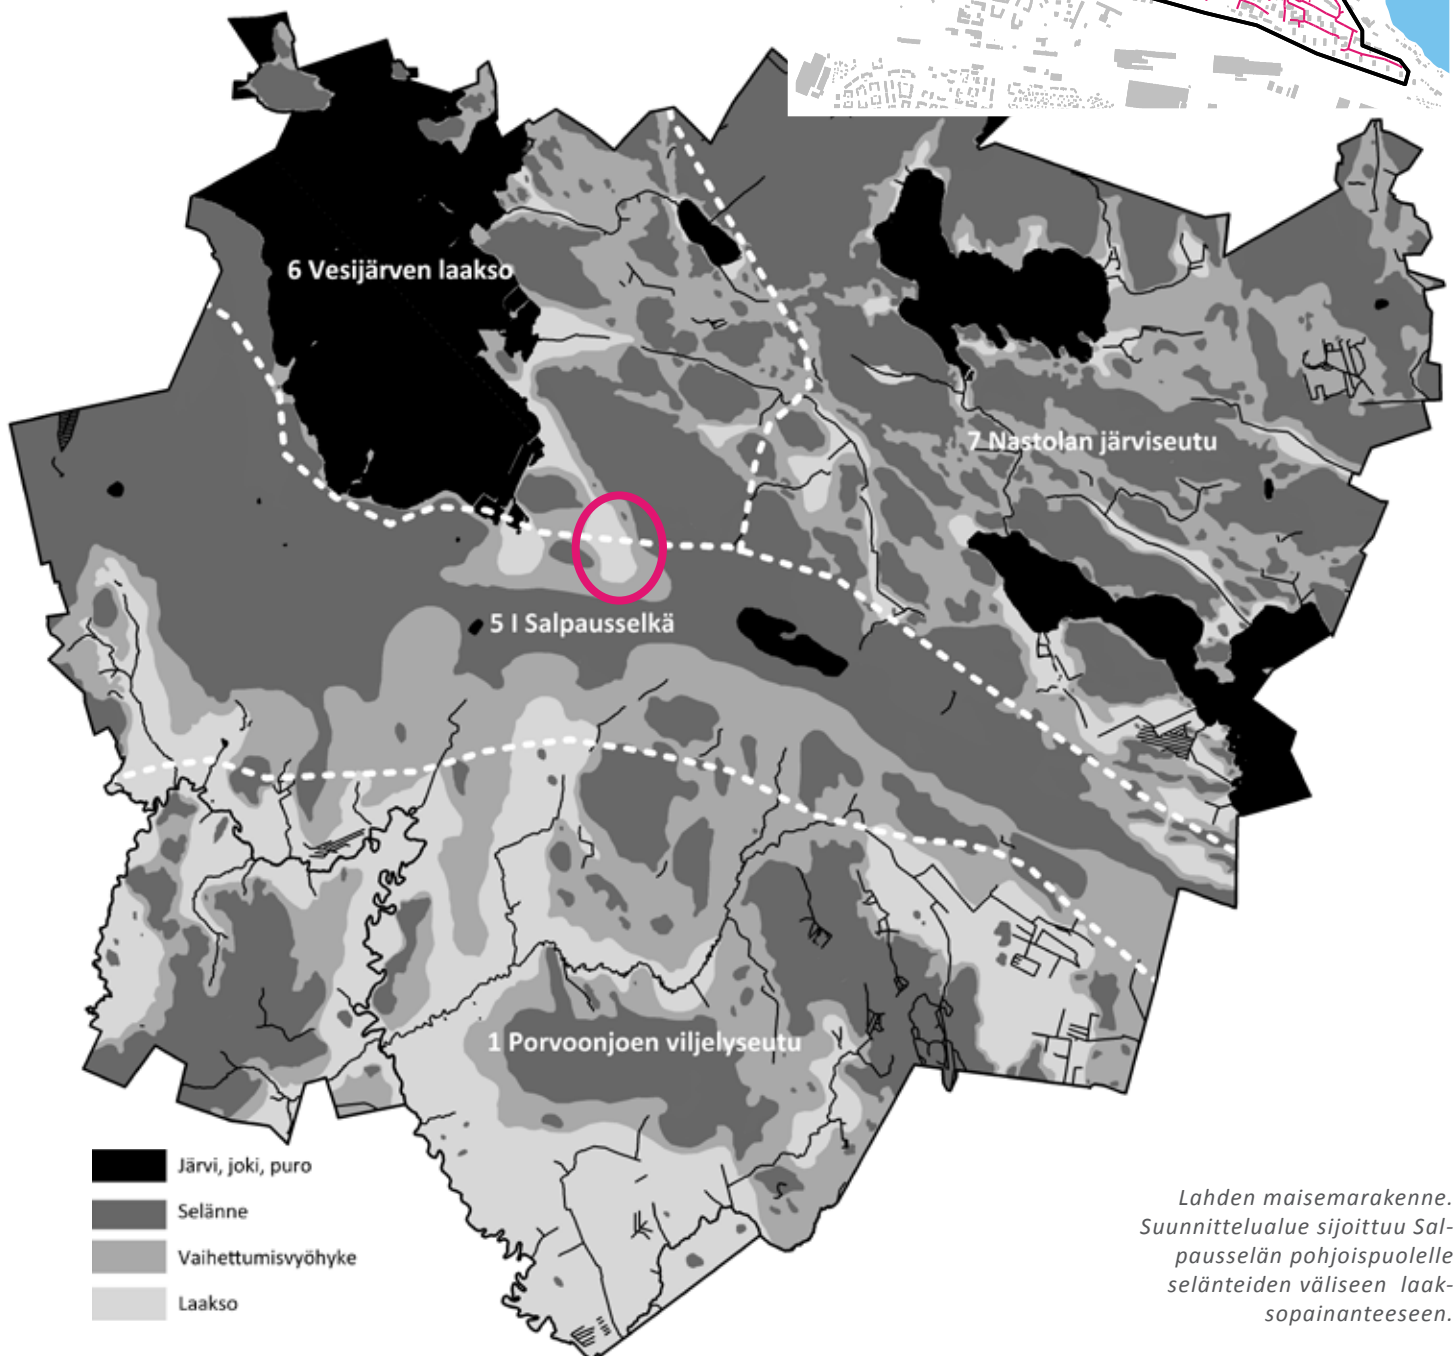 6 Vesijärven laakso
7 Nastolan järviseutu
5 I Salpausselkä
1 Porvoonjoen viljelyseutu
Järvi, joki, puro
Selänne
Vaihettumisvyöhyke
Laakso
Lahden maisemarakenne.
Suunnittelualue sijoittuu Sal-
pausselän pohjoispuolelle
selänteiden väliseen laak-
sopainanteeseen.